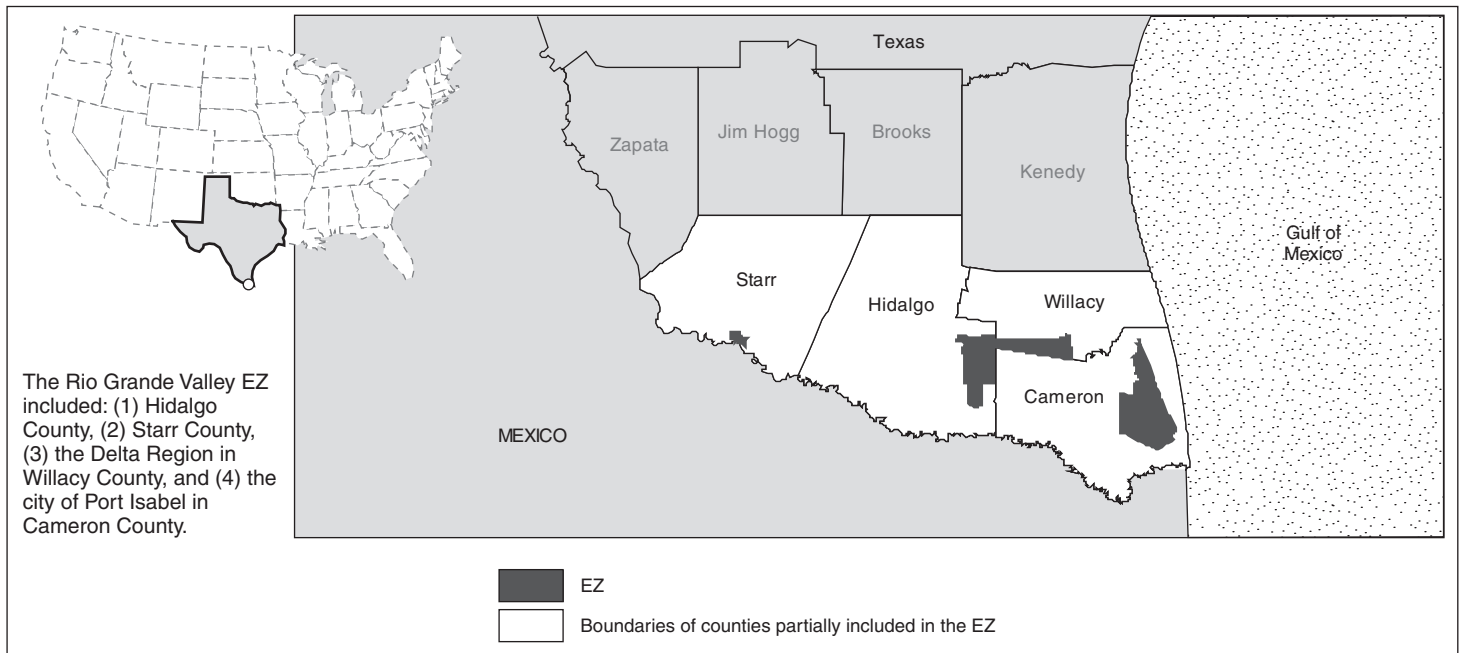 Texas
Zapata
Jim Hogg
Brooks
Kenedy
Gulf of
Mexico
Starr
Hidalgo
Willacy
Cameron
MEXICO
The Rio Grande Valley EZ
included: (1) Hidalgo
County, (2) Starr County,
(3) the Delta Region in
Willacy County, and (4) the
city of Port Isabel in
Cameron County.
EZ
Boundaries of counties partially included in the EZ